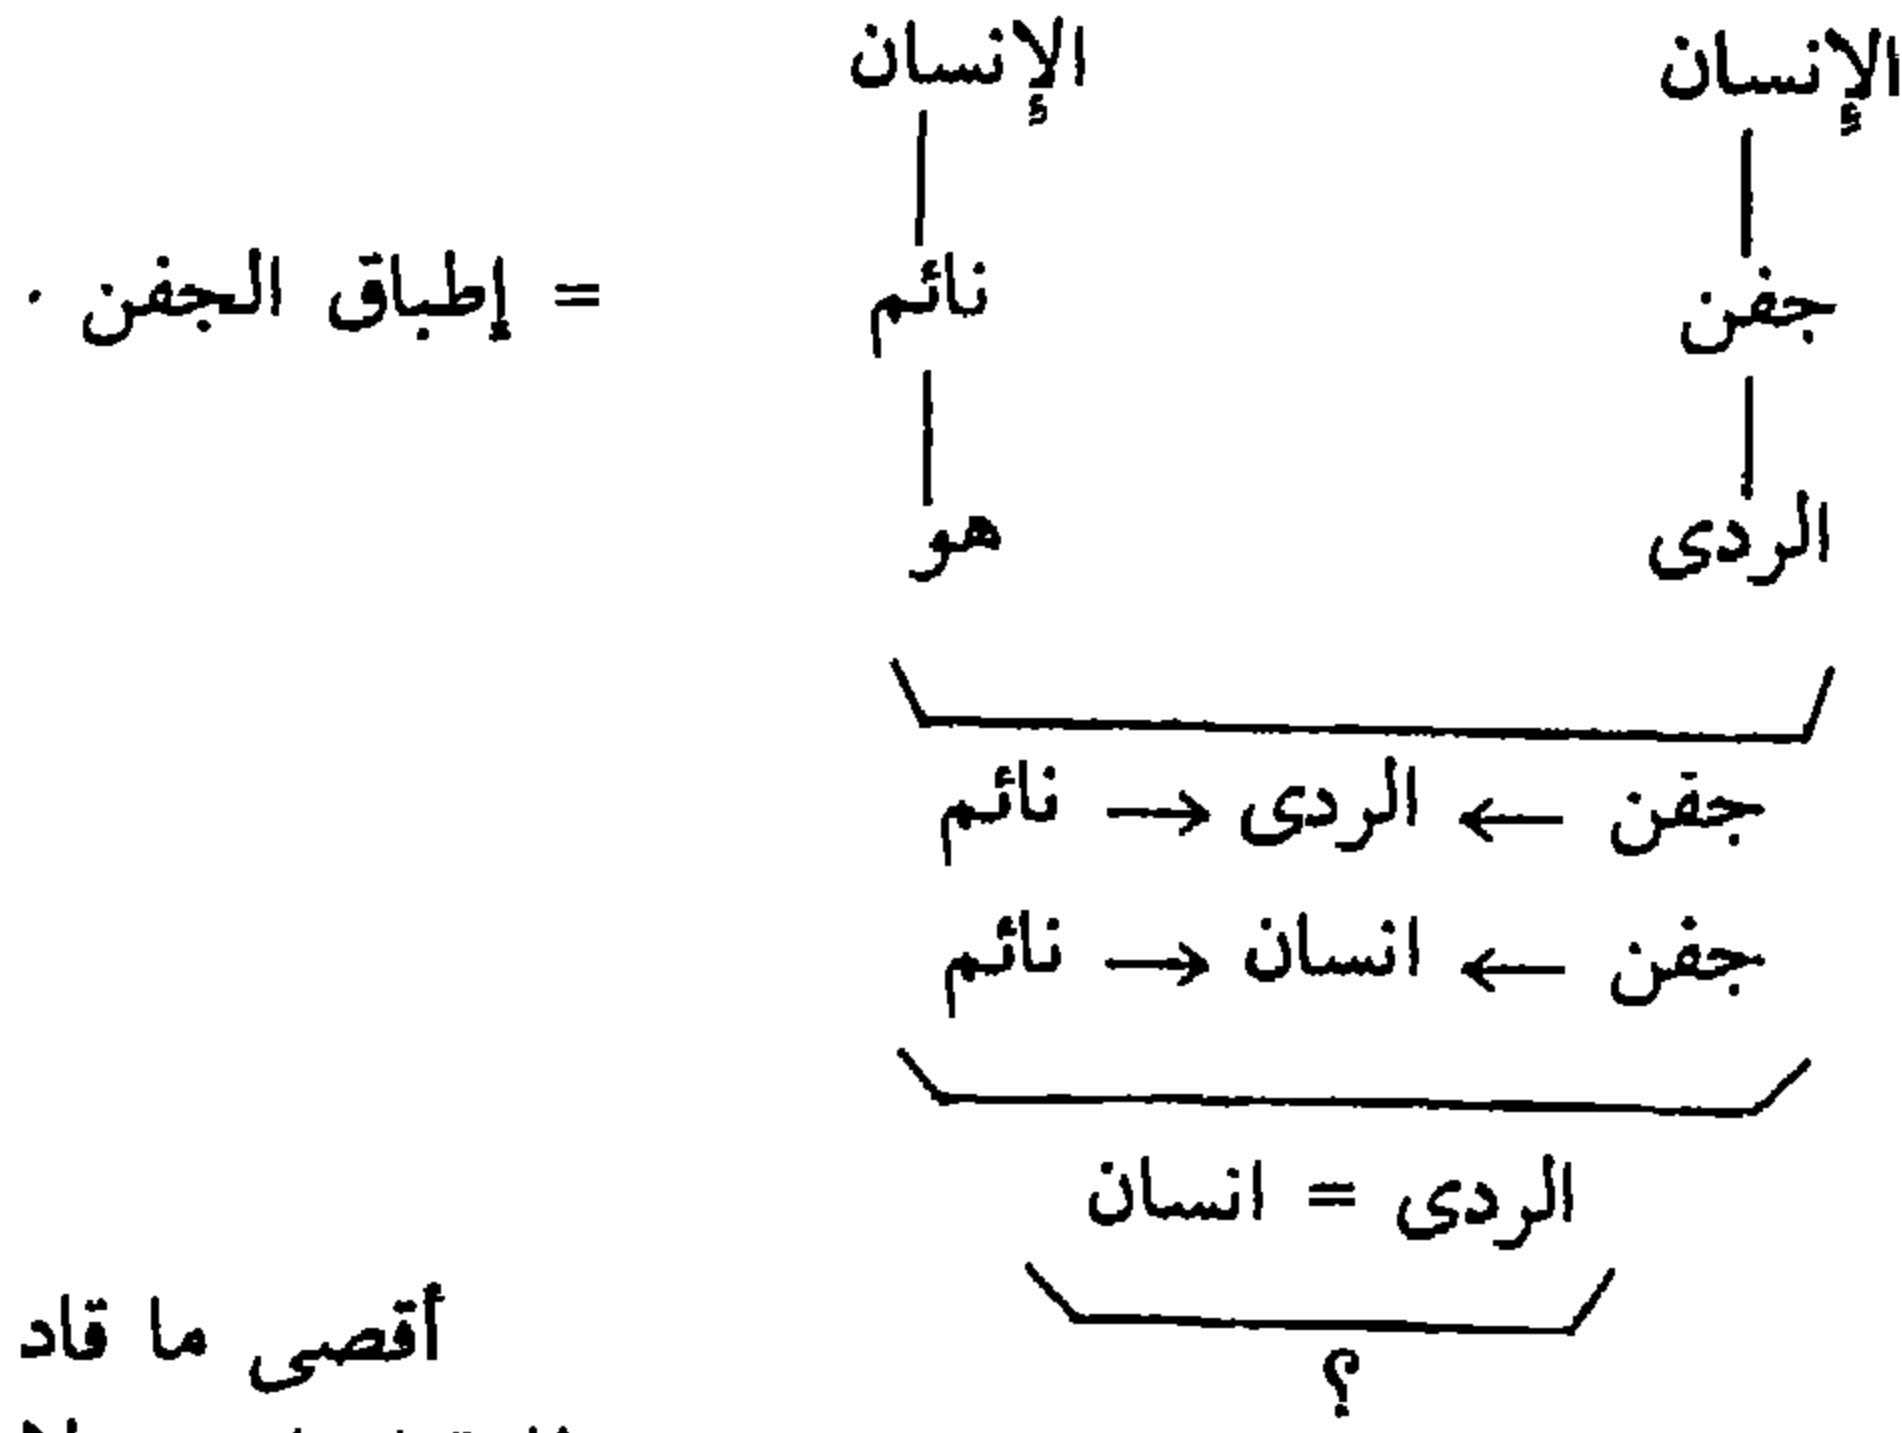 الإنسان الإنسان
جفن نائم = إطباق الجفن .
الردى هو
جفن ← الردى → نائم
جفن ← انسان → نائم
الردى = انسان
؟
أقصى ما قاد